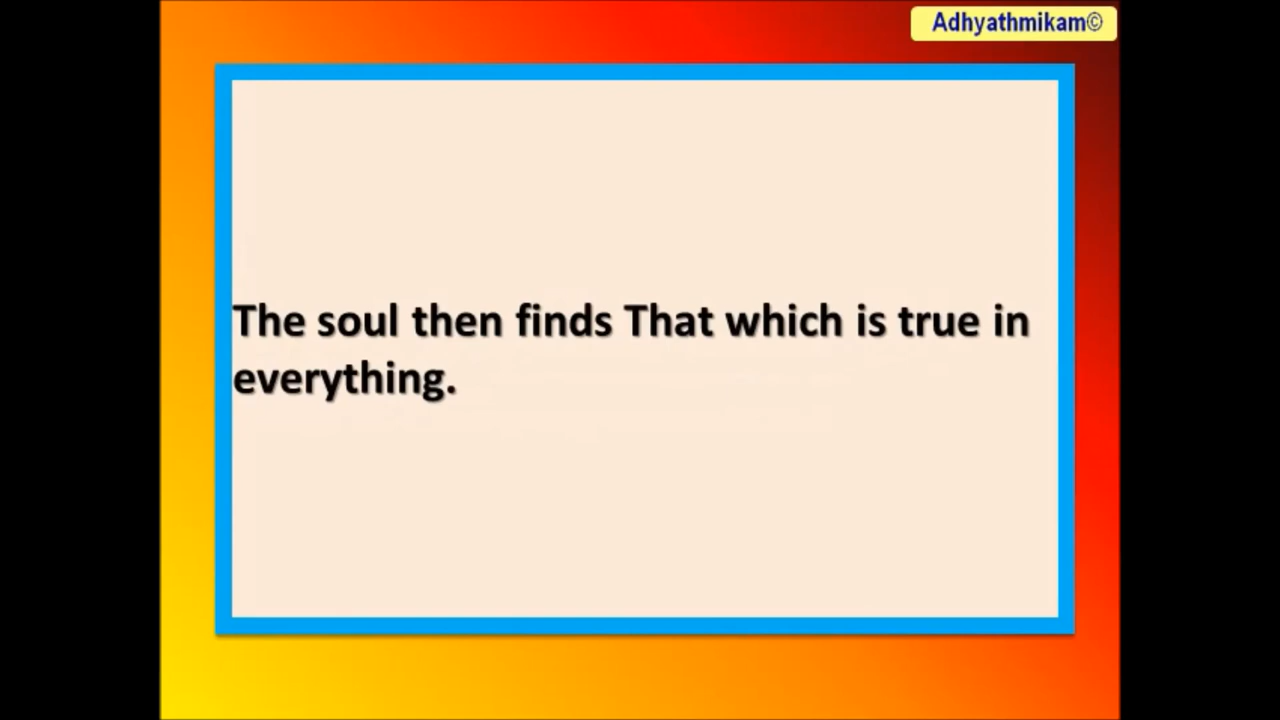 Adhyathmikam©
The soul then finds That which is true in
everything.